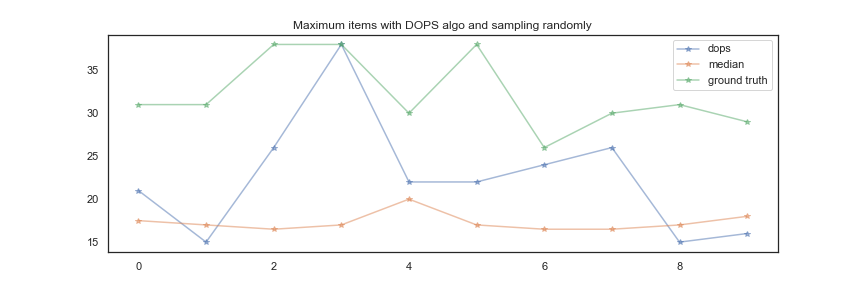 Maximum items with DOPS algo and sampling randomly
dops
median
ground truth
35
30
25
20
15
0 2 4 6 8